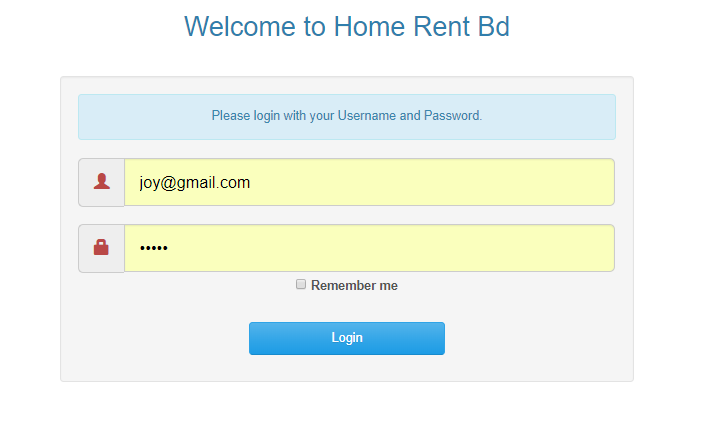 Welcome to Home Rent Bd
Please login with your Username and Password.
joy@gmail.com
•••••
Remember me
Login